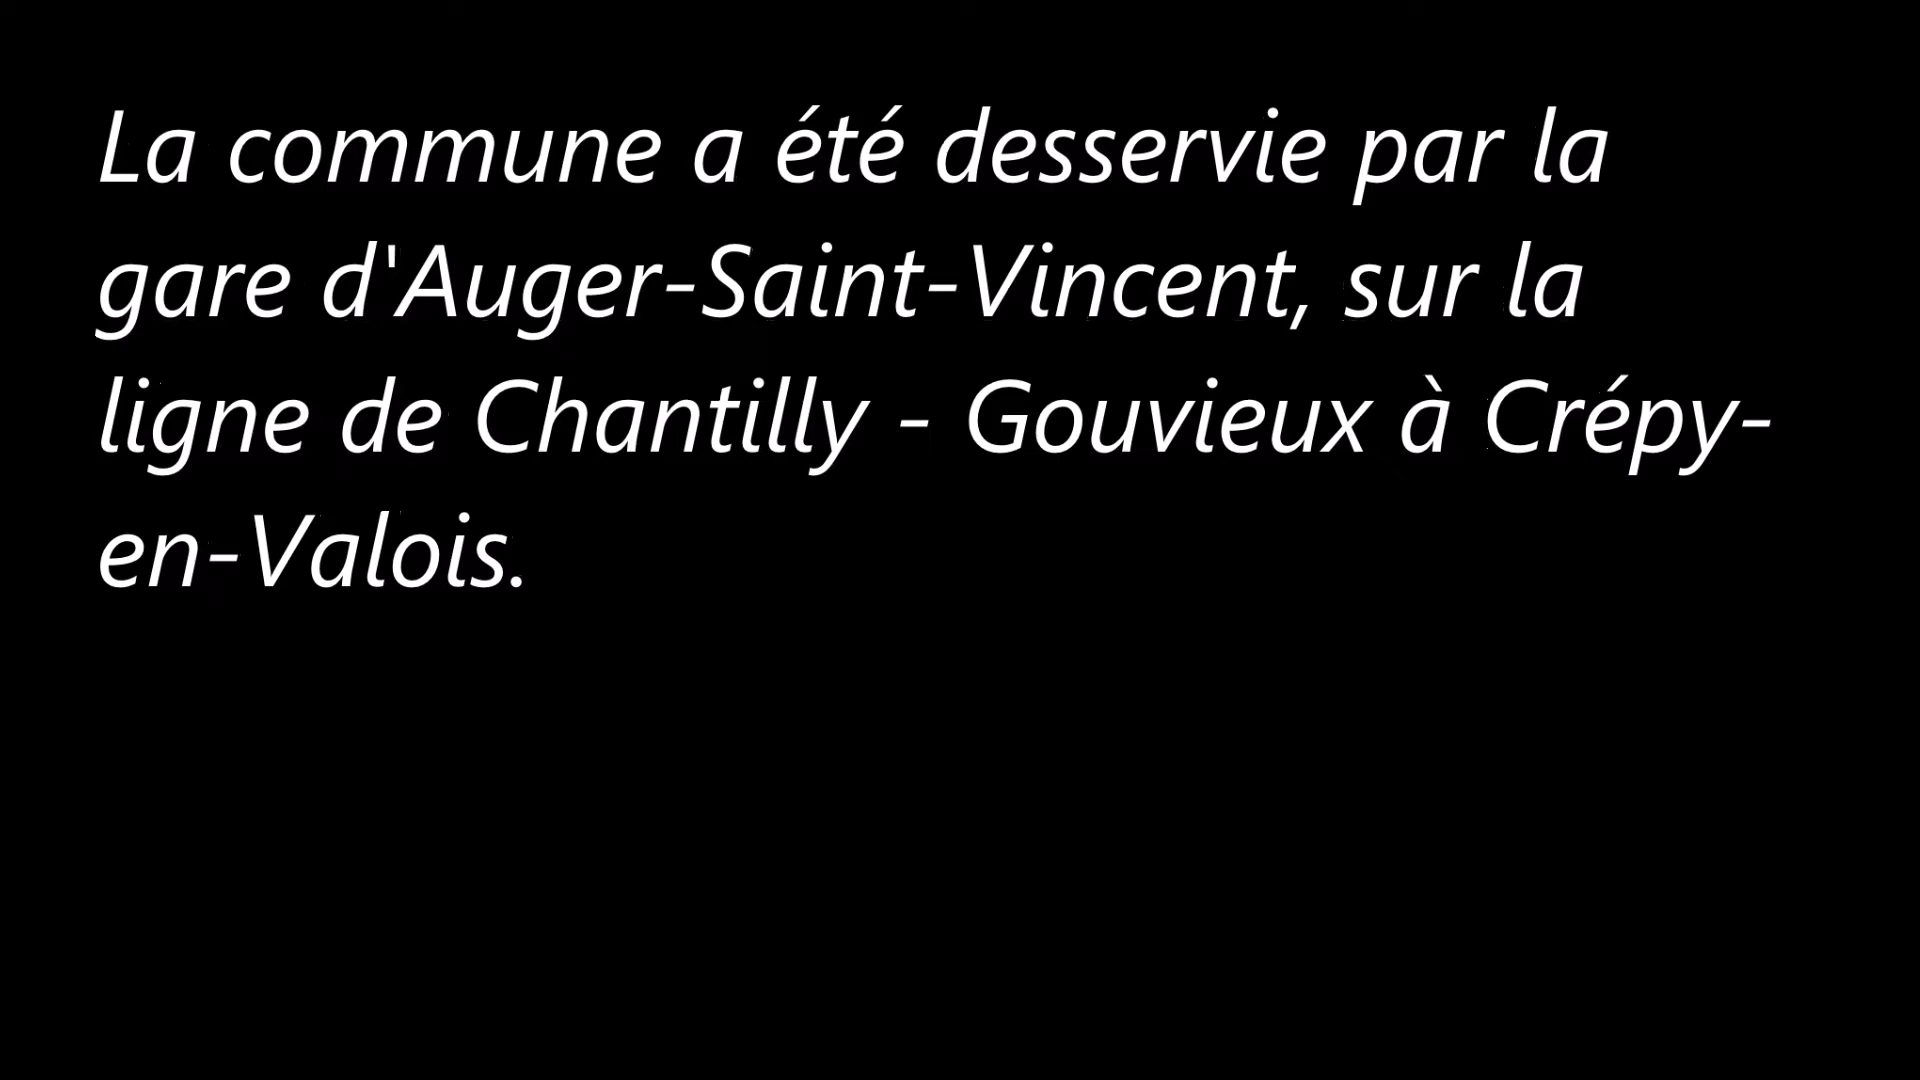 La commune a été desservie par la
gare d'Auger-Saint-Vincent, sur la
ligne de Chantilly - Gouvieux à Crépy-
en-Valois.